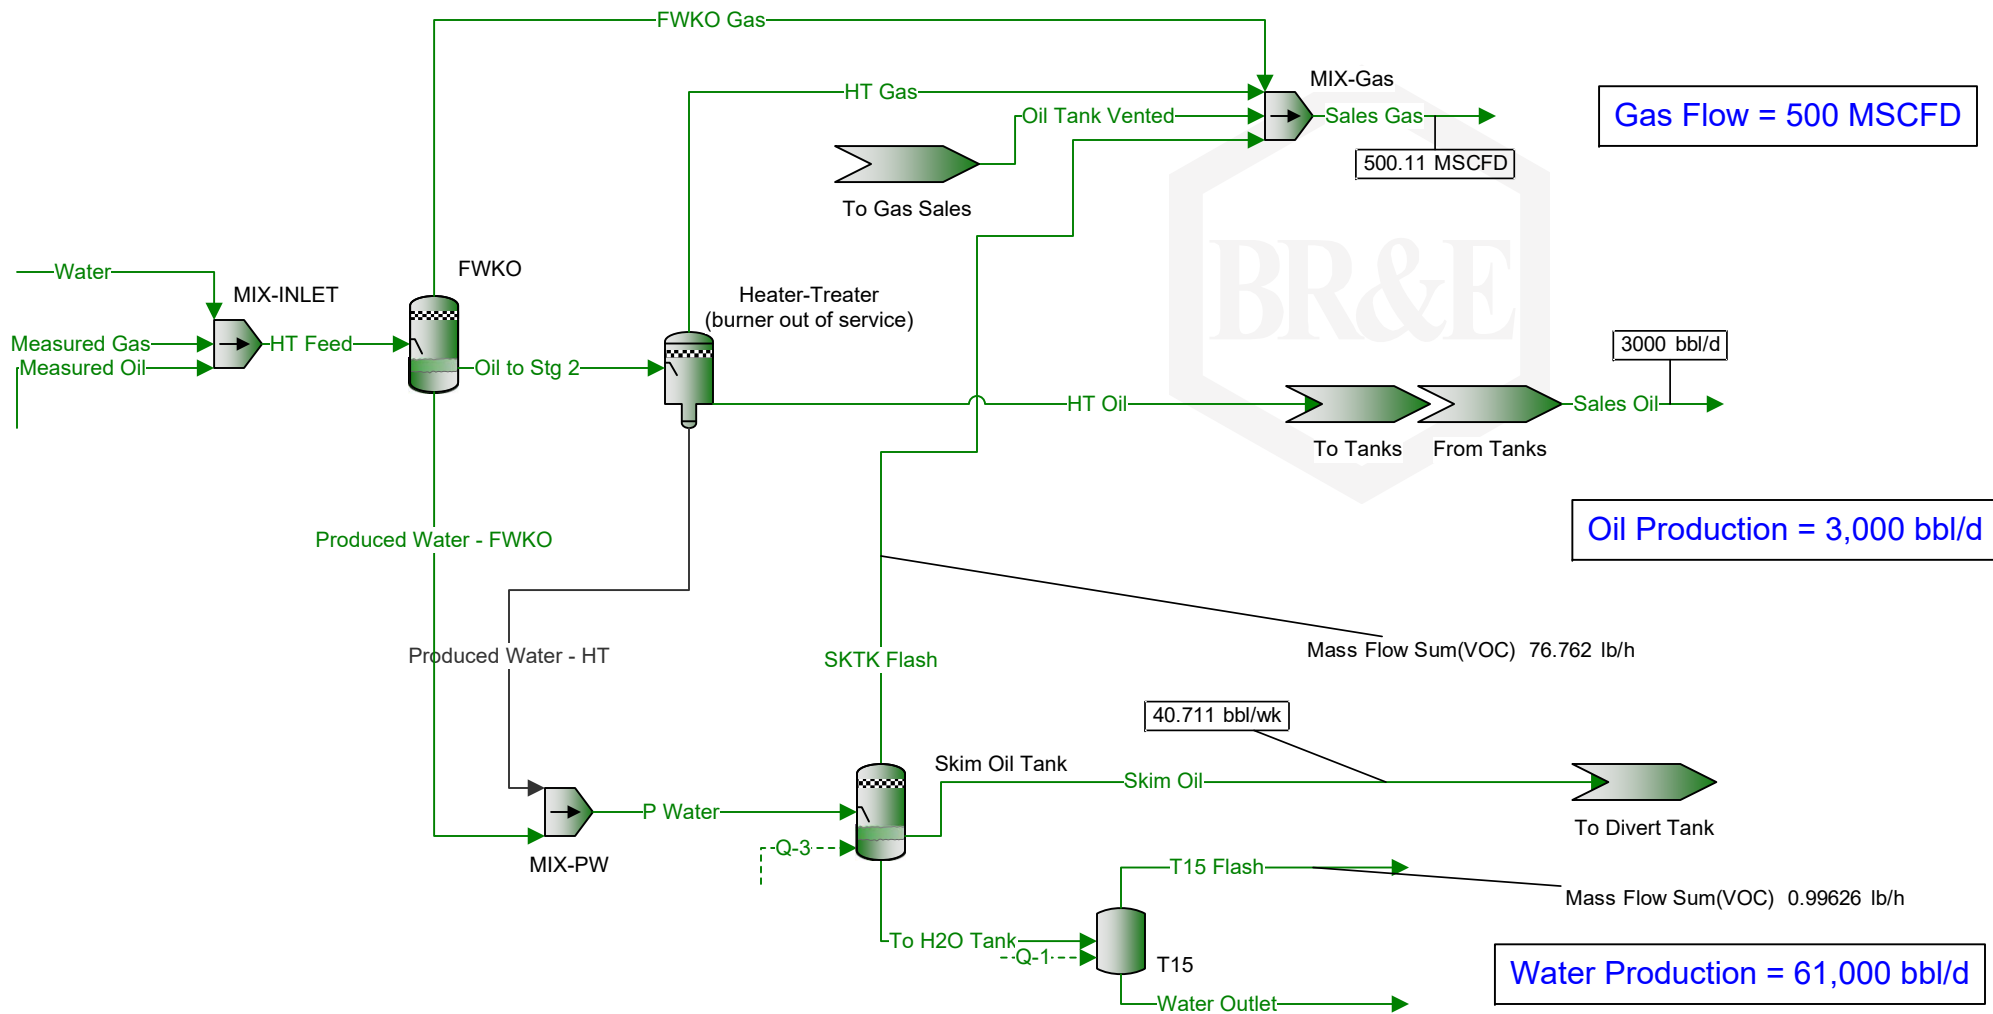 FWKO Gas
MIX-Gas
HT Gas
Oil Tank Vented
Sales Gas
Gas Flow = 500 MSCFD
500.11 MSCFD
To Gas Sales
BR&E
Water
FWKO
MIX-INLET
Heater-Treater
(burner out of service)
Measured Gas
HT Feed
Measured Oil
Oil to Stg 2
3000 bbl/d
HT Oil
Sales Oil
To Tanks
From Tanks
Oil Production = 3,000 bbl/d
Produced Water - FWKO
Produced Water - HT
SKTK Flash
Mass Flow Sum(VOC) 76.762 lb/h
40.711 bbl/wk
Skim Oil Tank
Skim Oil
P Water
To Divert Tank
Q-3
MIX-PW
T15 Flash
Mass Flow Sum(VOC) 0.99626 lb/h
To H2O Tank
Q-1
T15
Water Production = 61,000 bbl/d
Water Outlet